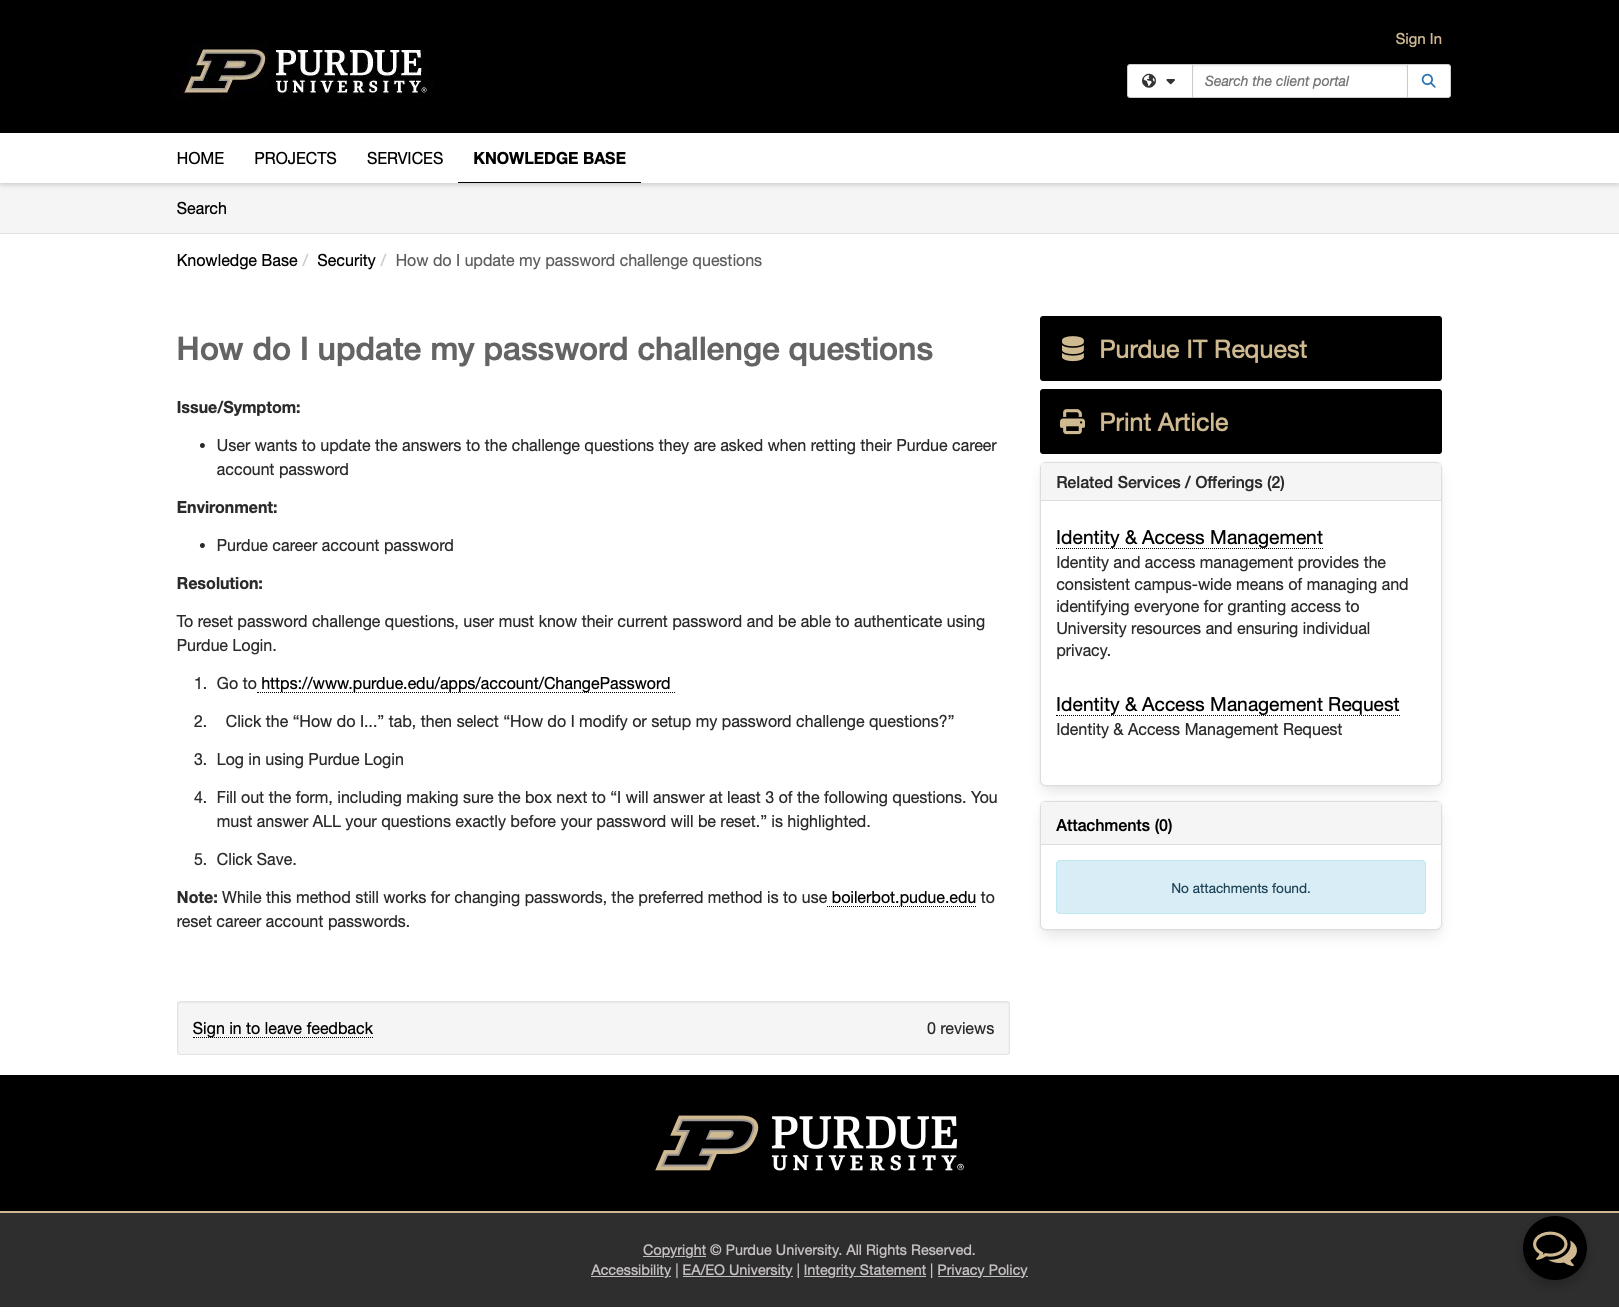 Sign In
PURDUE
UNIVERSITY®
Search the client portal
HOME PROJECTS SERVICES KNOWLEDGE BASE
Search
Knowledge Base / Security / How do I update my password challenge questions
How do I update my password challenge questions
Issue/Symptom:
• User wants to update the answers to the challenge questions they are asked when retting their Purdue career
account password
Environment:
• Purdue career account password
Resolution:
To reset password challenge questions, user must know their current password and be able to authenticate using
Purdue Login.
1. Go to https://www.purdue.edu/apps/account/ChangePassword
2. Click the “How do I...” tab, then select “How do I modify or setup my password challenge questions?”
3. Log in using Purdue Login
4. Fill out the form, including making sure the box next to “I will answer at least 3 of the following questions. You
must answer ALL your questions exactly before your password will be reset.” is highlighted.
5. Click Save.
Note: While this method still works for changing passwords, the preferred method is to use boilerbot.pudue.edu to
reset career account passwords.
Sign in to leave feedback 0 reviews
Purdue IT Request
Print Article
Related Services / Offerings (2)
Identity & Access Management
Identity and access management provides the
consistent campus-wide means of managing and
identifying everyone for granting access to
University resources and ensuring individual
privacy.
Identity & Access Management Request
Identity & Access Management Request
Attachments (0)
No attachments found.
PURDUE
UNIVERSITY®
Copyright © Purdue University. All Rights Reserved.
Accessibility | EA/EO University | Integrity Statement | Privacy Policy